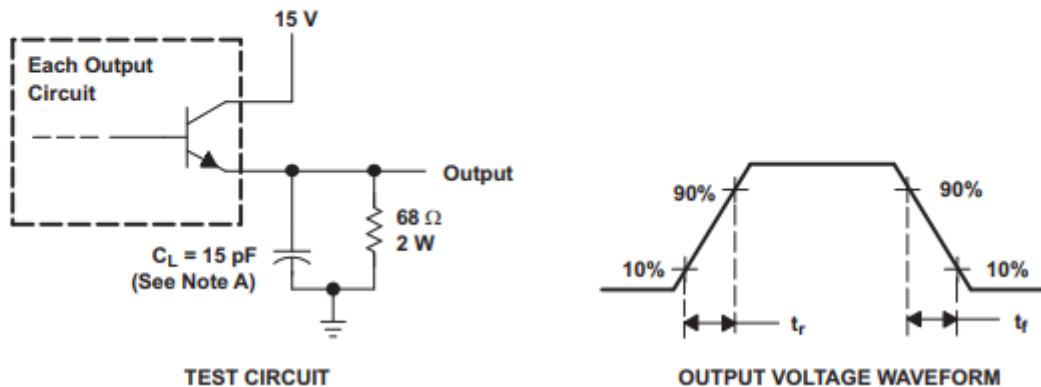 15 V
Each Output
Circuit
Output
68 Ω
2 W
C_L = 15 pF
(See Note A)
TEST CIRCUIT
90%
90%
10%
10%
t_r
t_f
OUTPUT VOLTAGE WAVEFORM